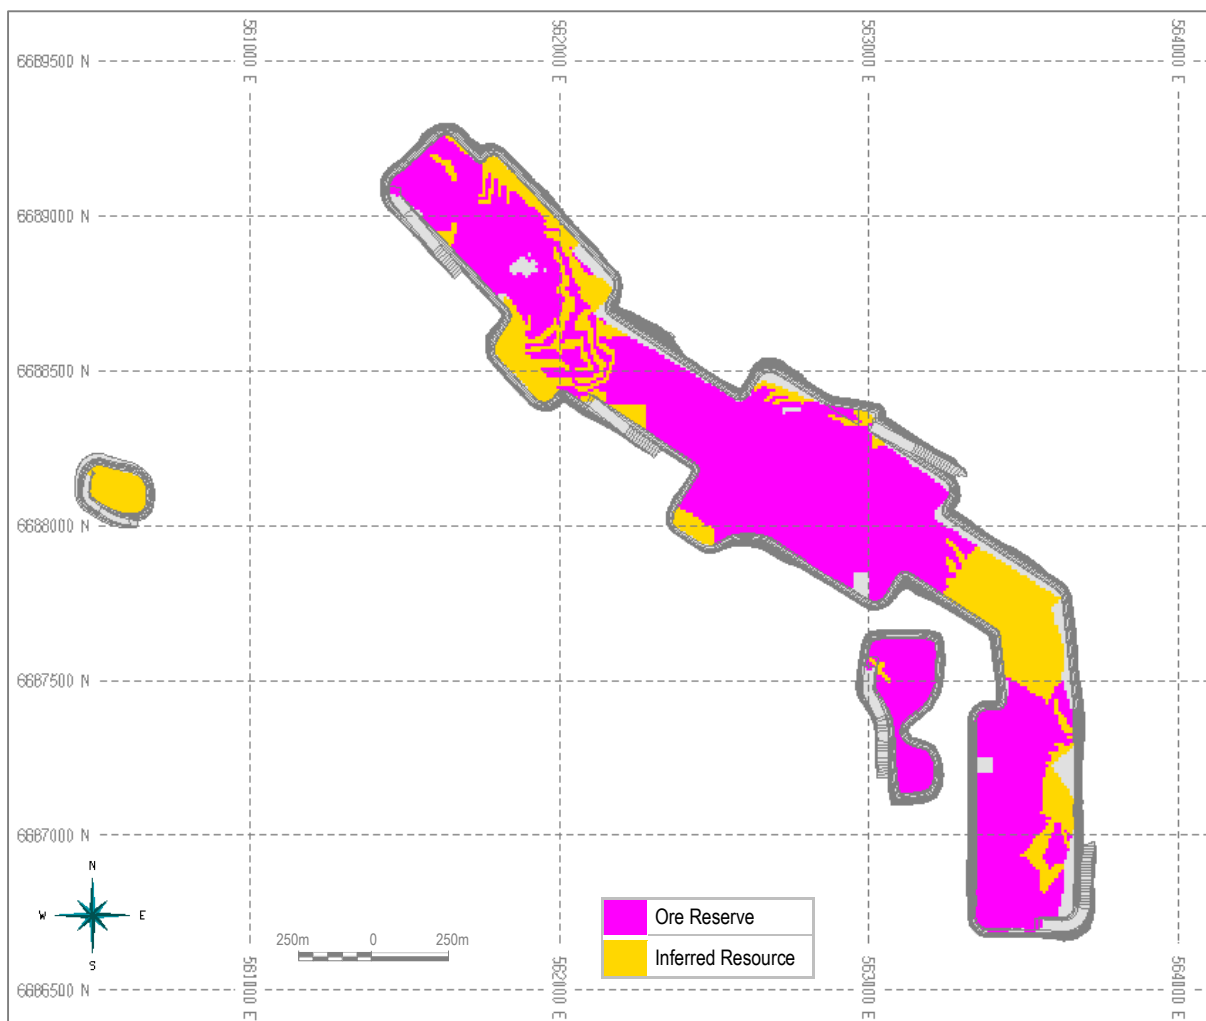 561000 E
562000 E
563000 E
564000 E
6689500 N
6689000 N
6688500 N
6688000 N
6687500 N
6687000 N
N
W E
S
250m 0 250m
Ore Reserve
Inferred Resource
6686500 N
561000 E
562000 E
563000 E
564000 E